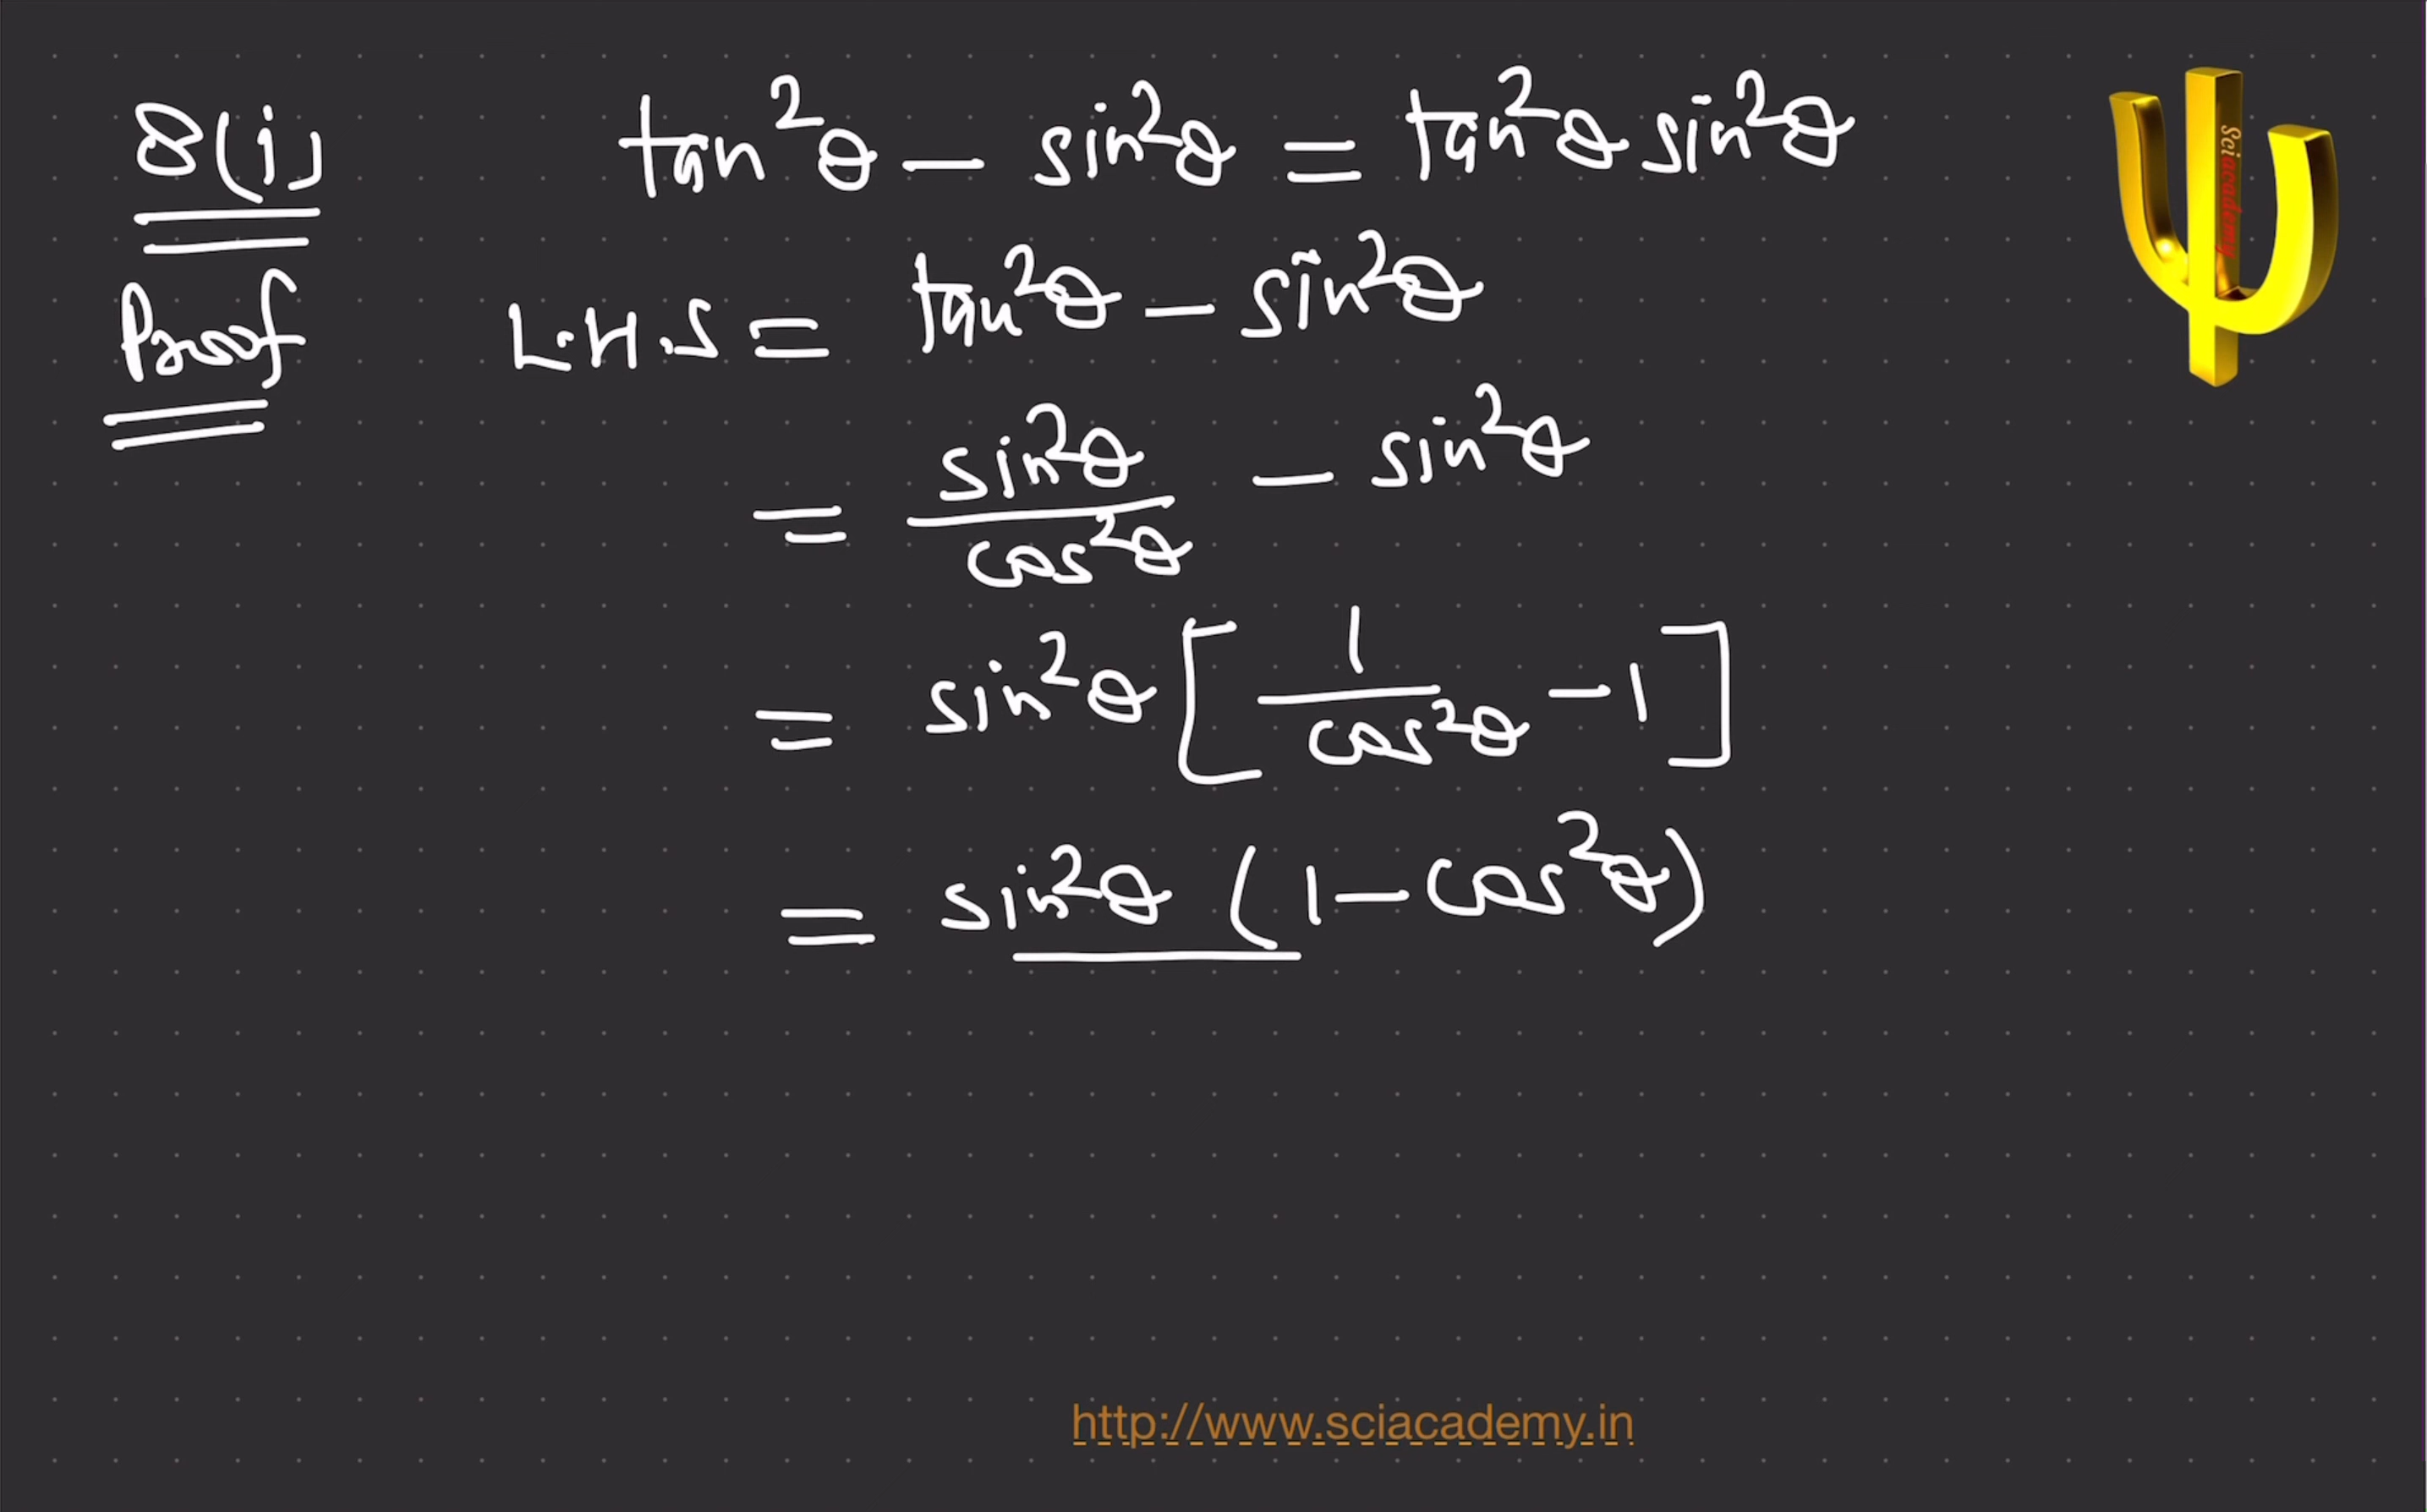 8(j) tan²θ − sin²θ = tan²θ sin²θ
Proof L.H.S = tan²θ − sin²θ
= sin²θ/cos²θ − sin²θ
= sin²θ [1/cos²θ − 1]
= sin²θ (1 − cos²θ)
Sciacademy
http://www.sciacademy.in